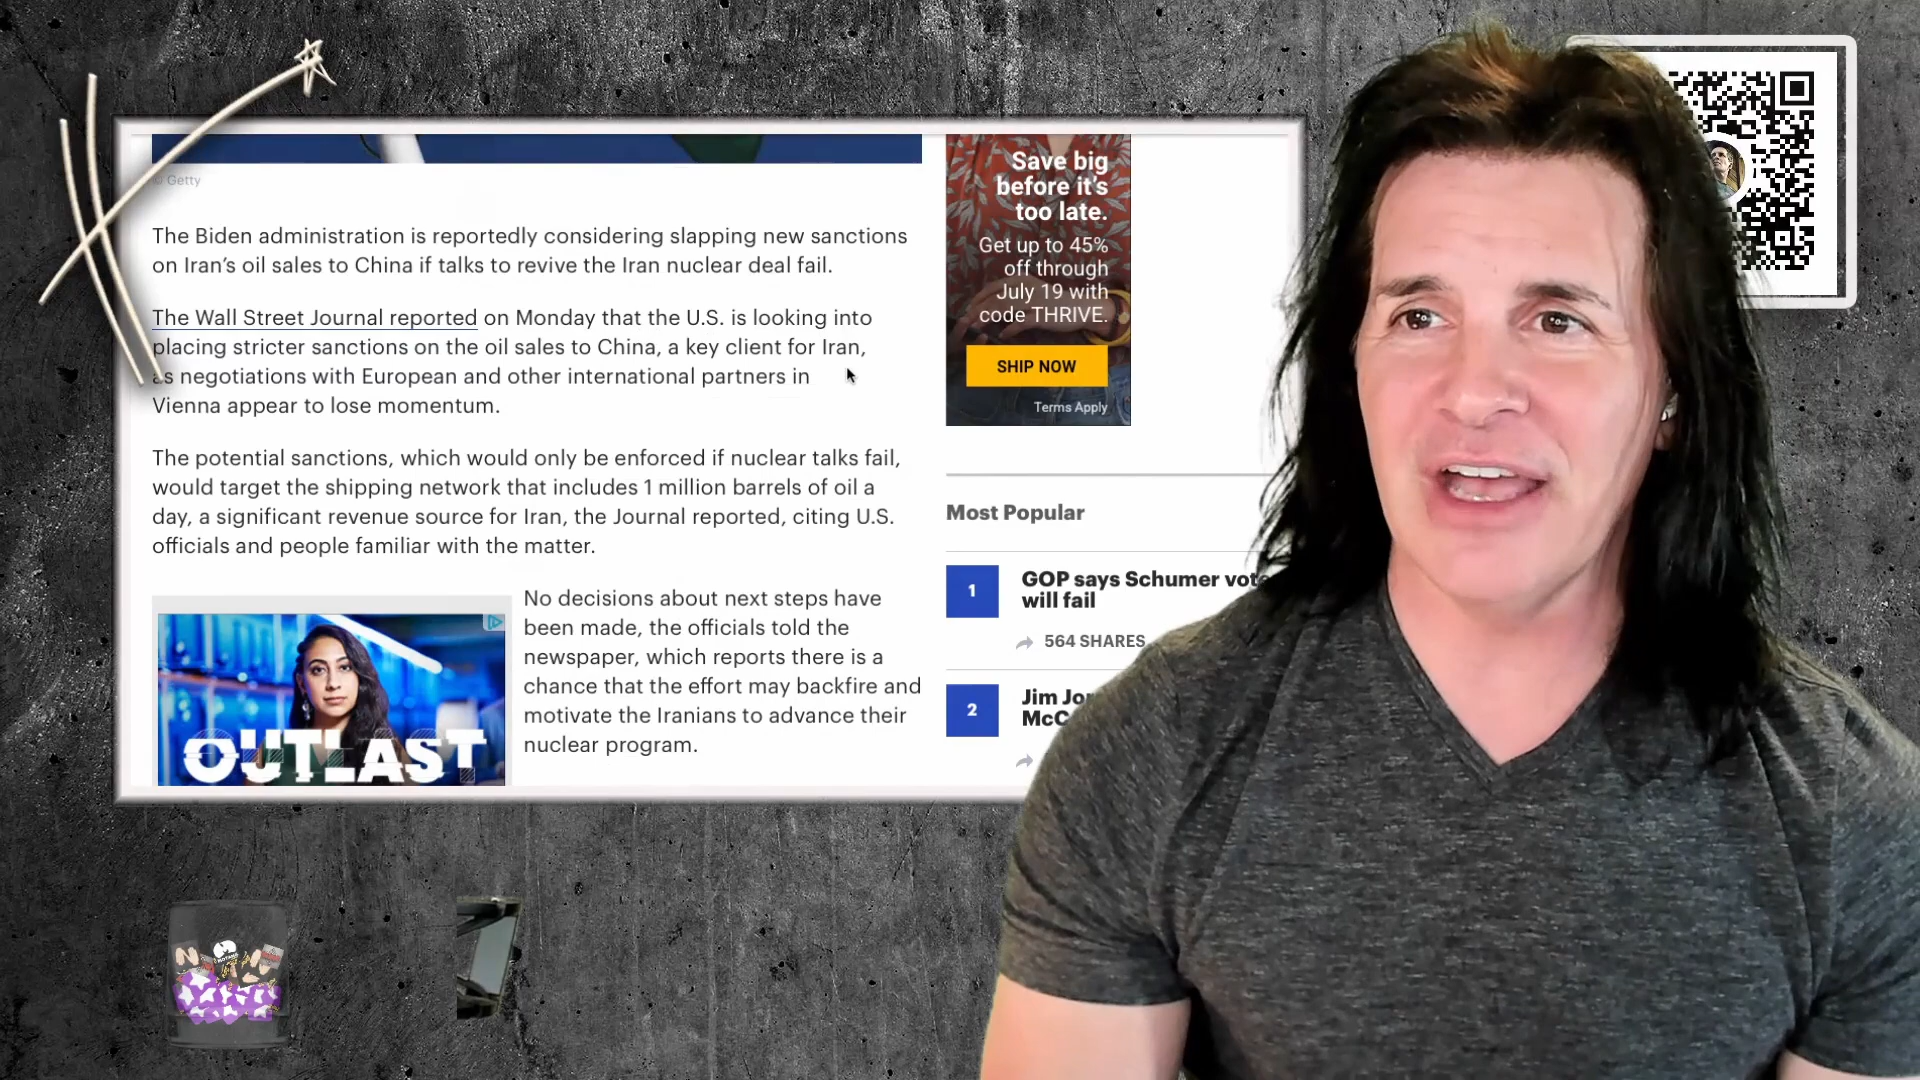 © Getty
The Biden administration is reportedly considering slapping new sanctions
on Iran's oil sales to China if talks to revive the Iran nuclear deal fail.
The Wall Street Journal reported on Monday that the U.S. is looking into
placing stricter sanctions on the oil sales to China, a key client for Iran,
as negotiations with European and other international partners in
Vienna appear to lose momentum.
The potential sanctions, which would only be enforced if nuclear talks fail,
would target the shipping network that includes 1 million barrels of oil a
day, a significant revenue source for Iran, the Journal reported, citing U.S.
officials and people familiar with the matter.
No decisions about next steps have
been made, the officials told the
newspaper, which reports there is a
chance that the effort may backfire and
motivate the Iranians to advance their
nuclear program.
OUTLAST
Save big
before it's
too late.
Get up to 45%
off through
July 19 with
code THRIVE.
SHIP NOW
Terms Apply
Most Popular
1
GOP says Schumer vote
will fail
564 SHARES
2
Jim